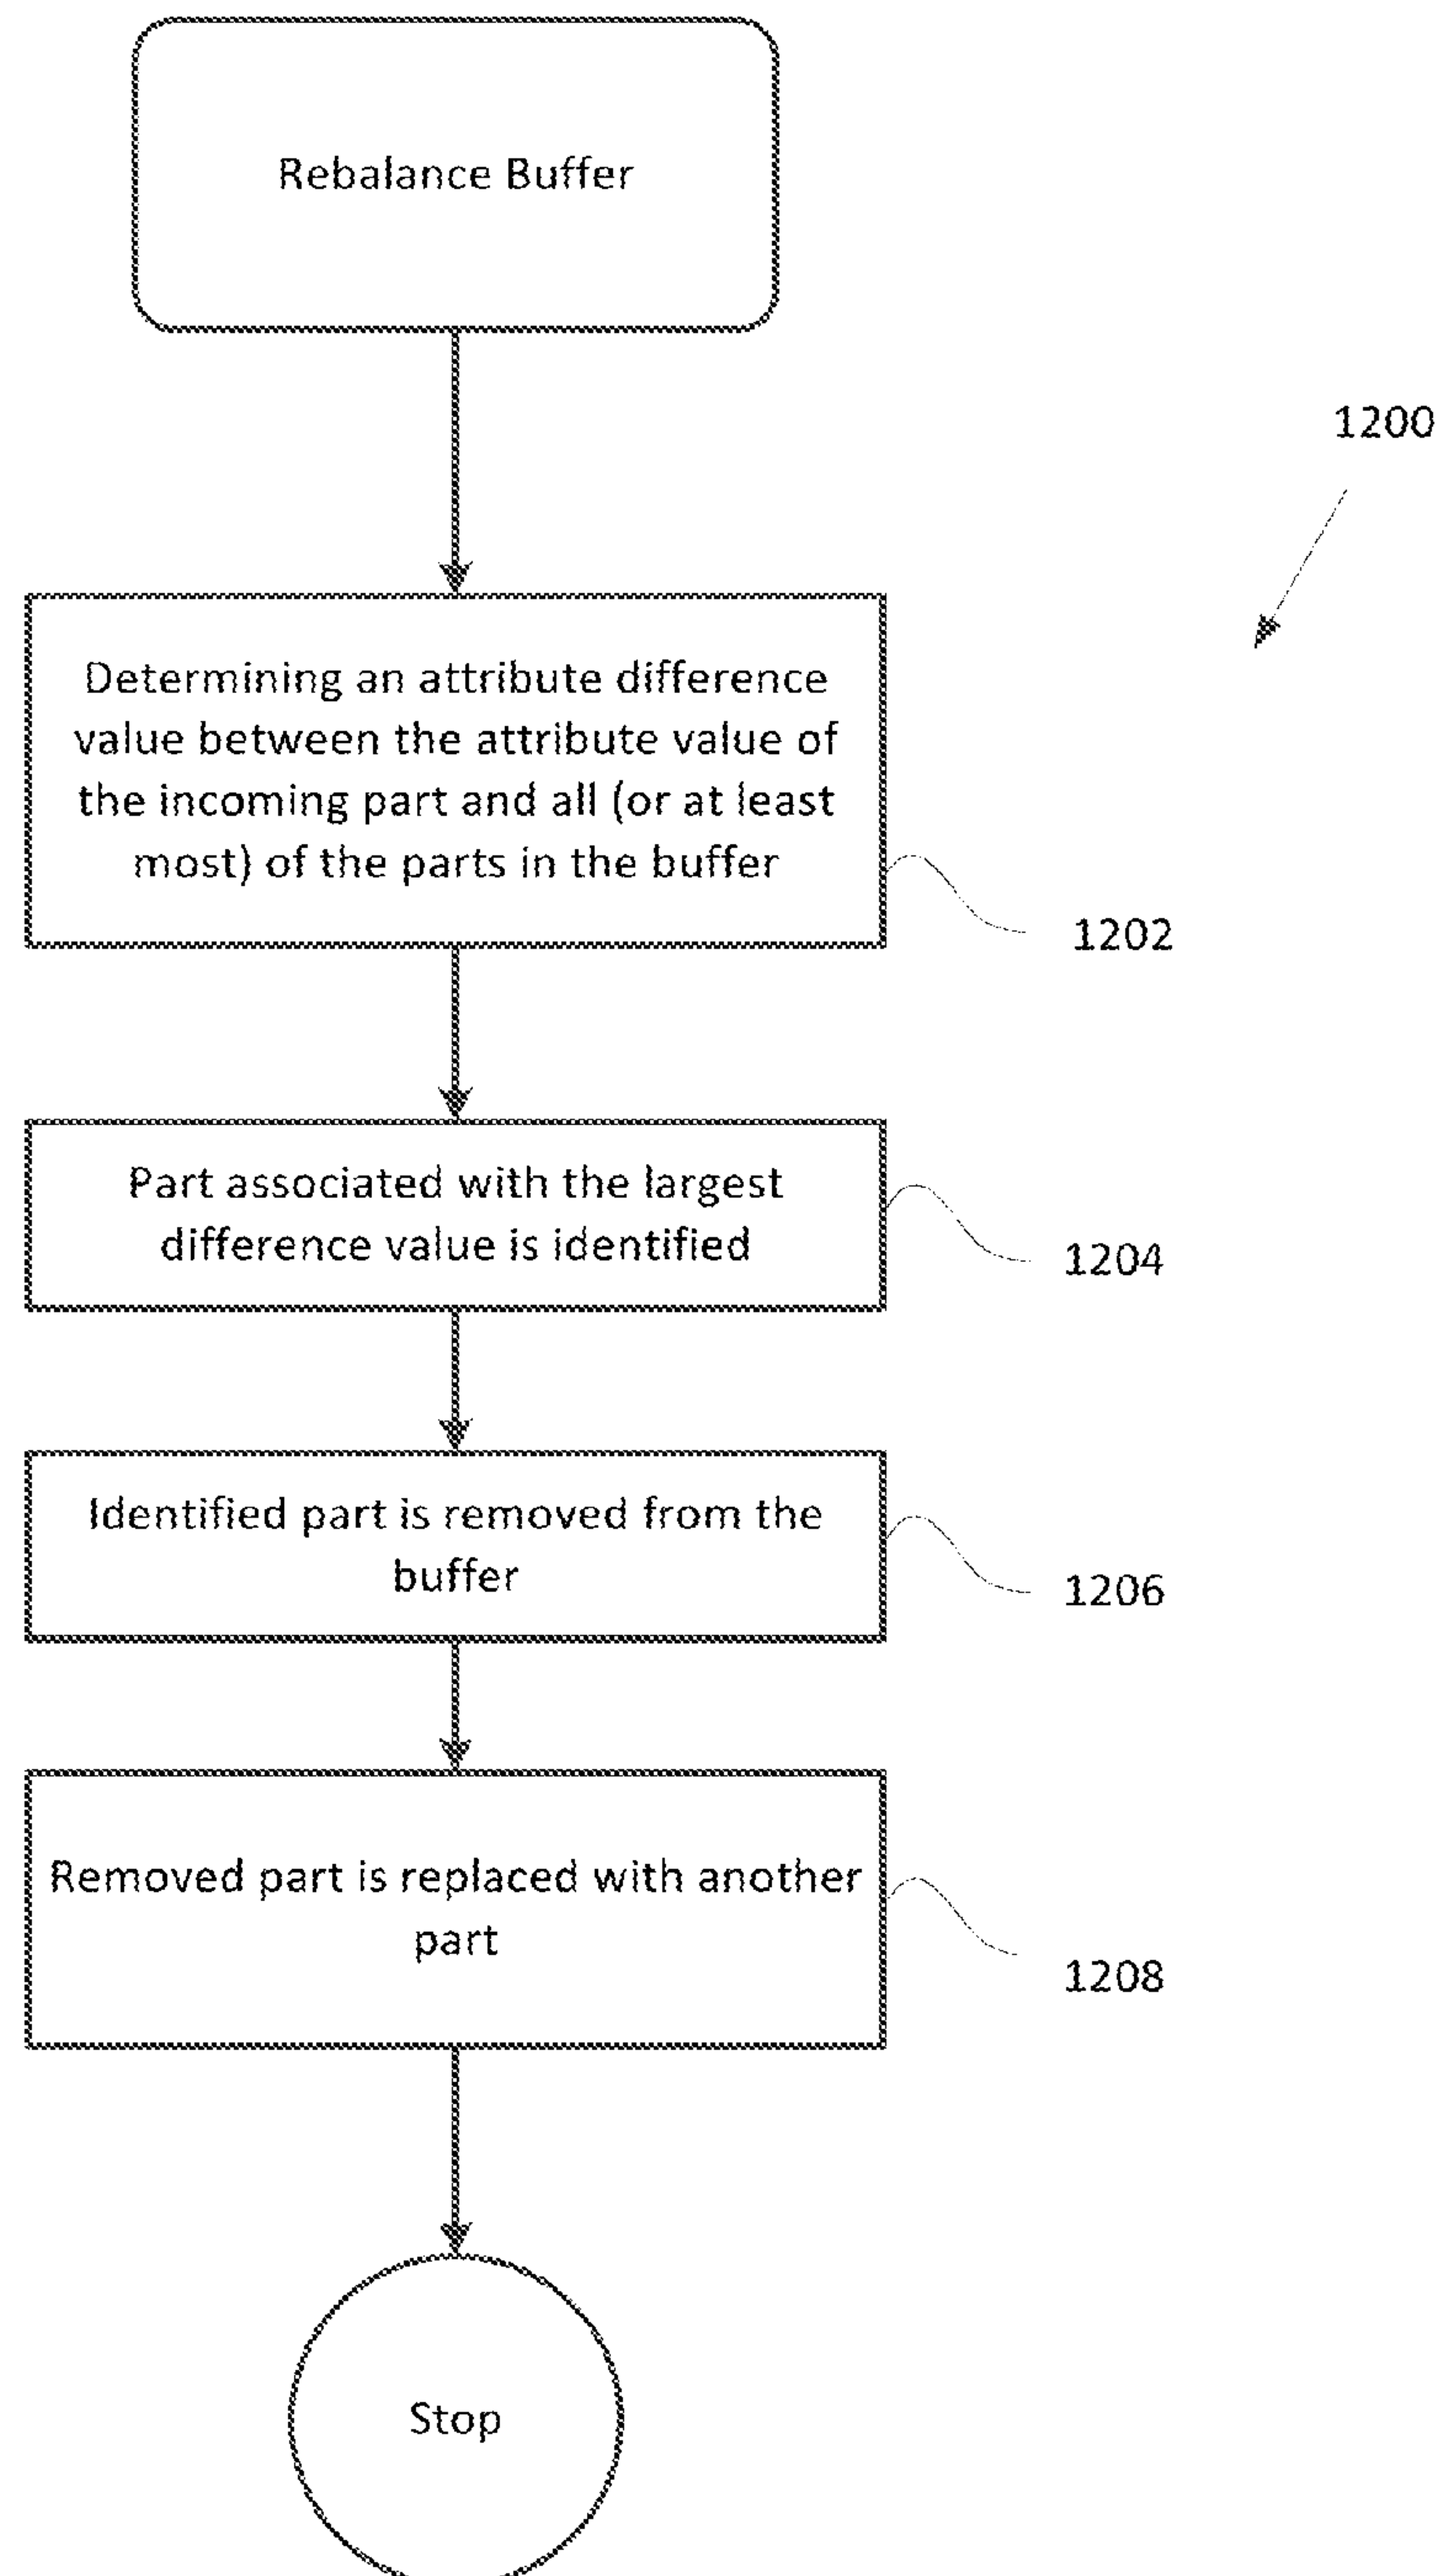 Rebalance Buffer
1200
Determining an attribute difference
value between the attribute value of
the incoming part and all (or at least
most) of the parts in the buffer
1202
Part associated with the largest
difference value is identified
1204
Identified part is removed from the
buffer
1206
Removed part is replaced with another
part
1208
Stop